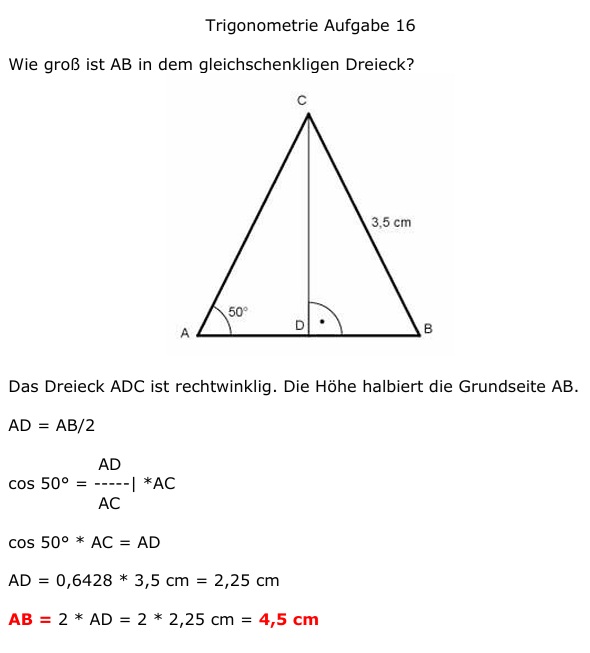 Trigonometrie Aufgabe 16
Wie groß ist AB in dem gleichschenkligen Dreieck?
C
3,5 cm
50°
A
D
B
Das Dreieck ADC ist rechtwinklig. Die Höhe halbiert die Grundseite AB.
AD = AB/2
AD
cos 50° = -----| *AC
AC
cos 50° * AC = AD
AD = 0,6428 * 3,5 cm = 2,25 cm
AB = 2 * AD = 2 * 2,25 cm = 4,5 cm